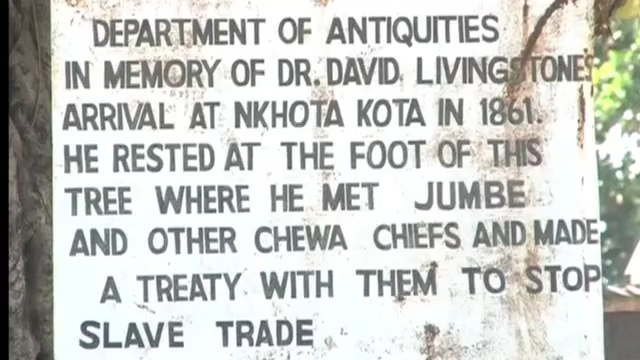 DEPARTMENT OF ANTIQUITIES
IN MEMORY OF DR. DAVID LIVINGSTONES
ARRIVAL AT NKHOTA KOTA IN 1861.
HE RESTED AT THE FOOT OF THIS
TREE WHERE HE MET JUMBE
AND OTHER CHEWA CHIEFS AND MADE
A TREATY WITH THEM TO STOP
SLAVE TRADE